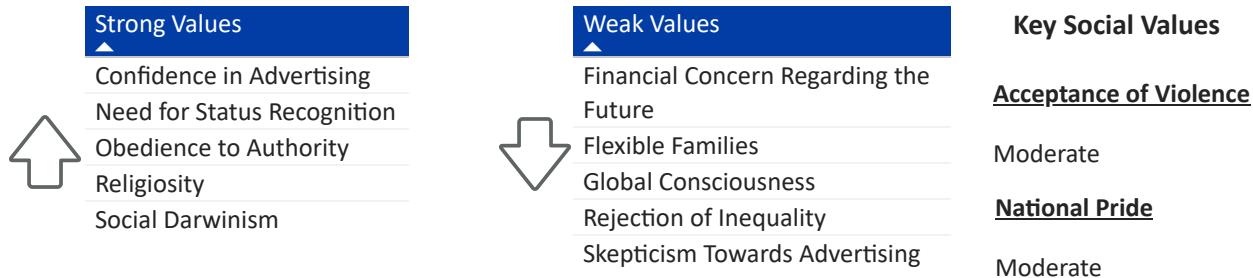 Strong Values
Confidence in Advertising
Need for Status Recognition
Obedience to Authority
Religiosity
Social Darwinism
Weak Values
Financial Concern Regarding the
Future
Flexible Families
Global Consciousness
Rejection of Inequality
Skepticism Towards Advertising
Key Social Values
Acceptance of Violence
Moderate
National Pride
Moderate